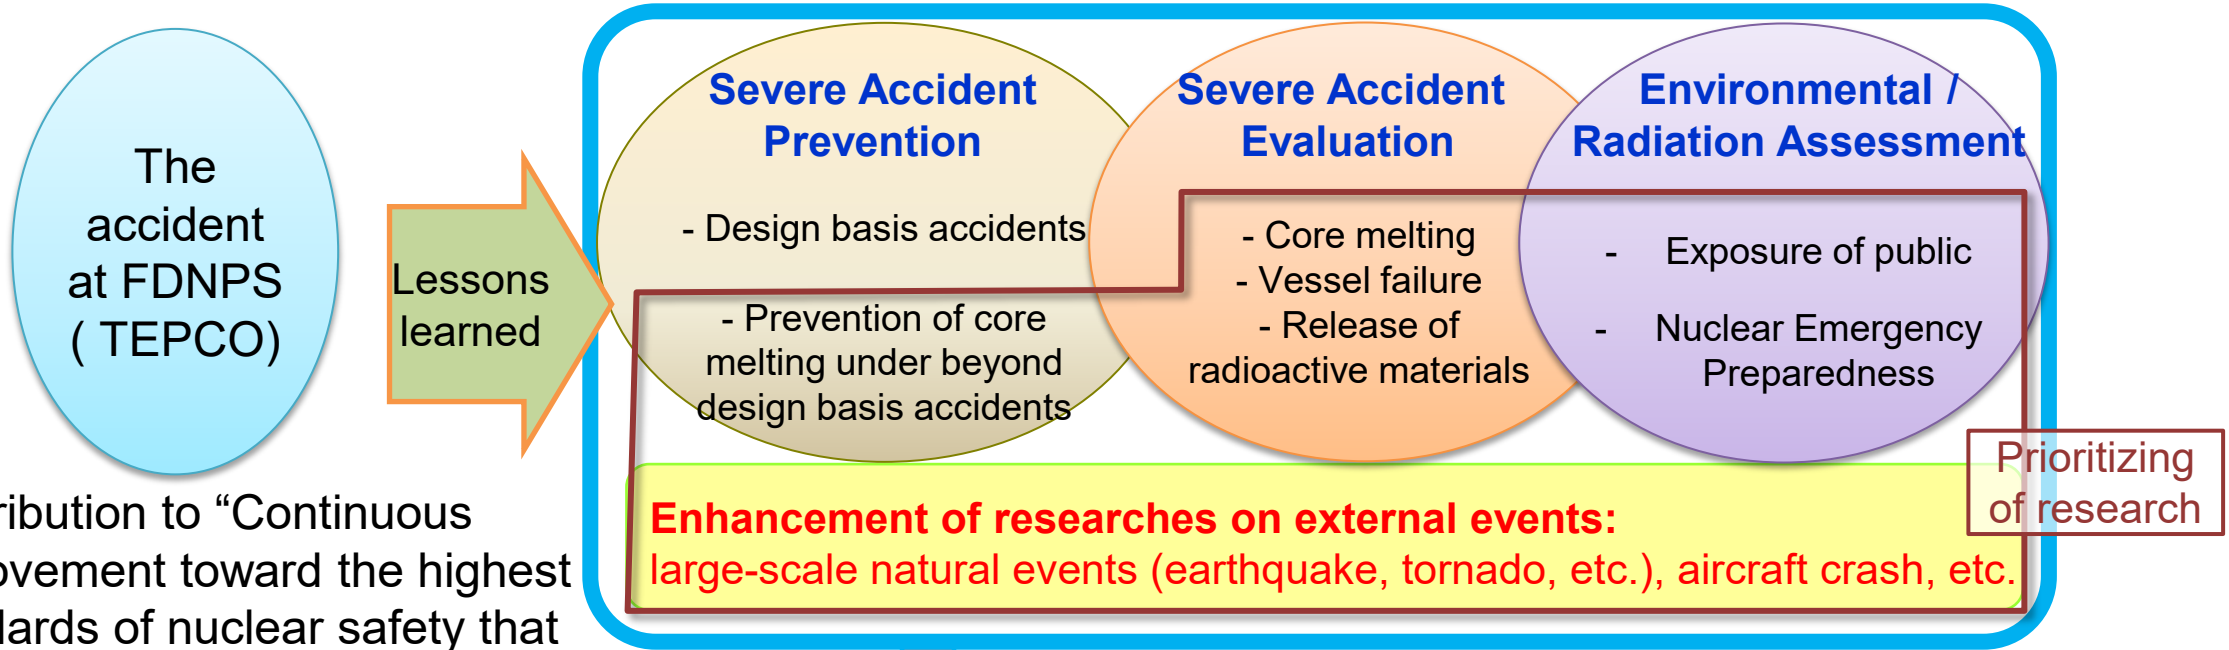 The
accident
at FDNPS
( TEPCO)
Lessons
learned
Severe Accident
Prevention
- Design basis accidents
- Prevention of core
melting under beyond
design basis accidents
Severe Accident
Evaluation
- Core melting
- Vessel failure
- Release of
radioactive materials
Environmental /
Radiation Assessment
- Exposure of public
- Nuclear Emergency
Preparedness
Prioritizing
of research
Enhancement of researches on external events:
large-scale natural events (earthquake, tornado, etc.), aircraft crash, etc.
ribution to “Continuous
ovement toward the highest
lards of nuclear safety that